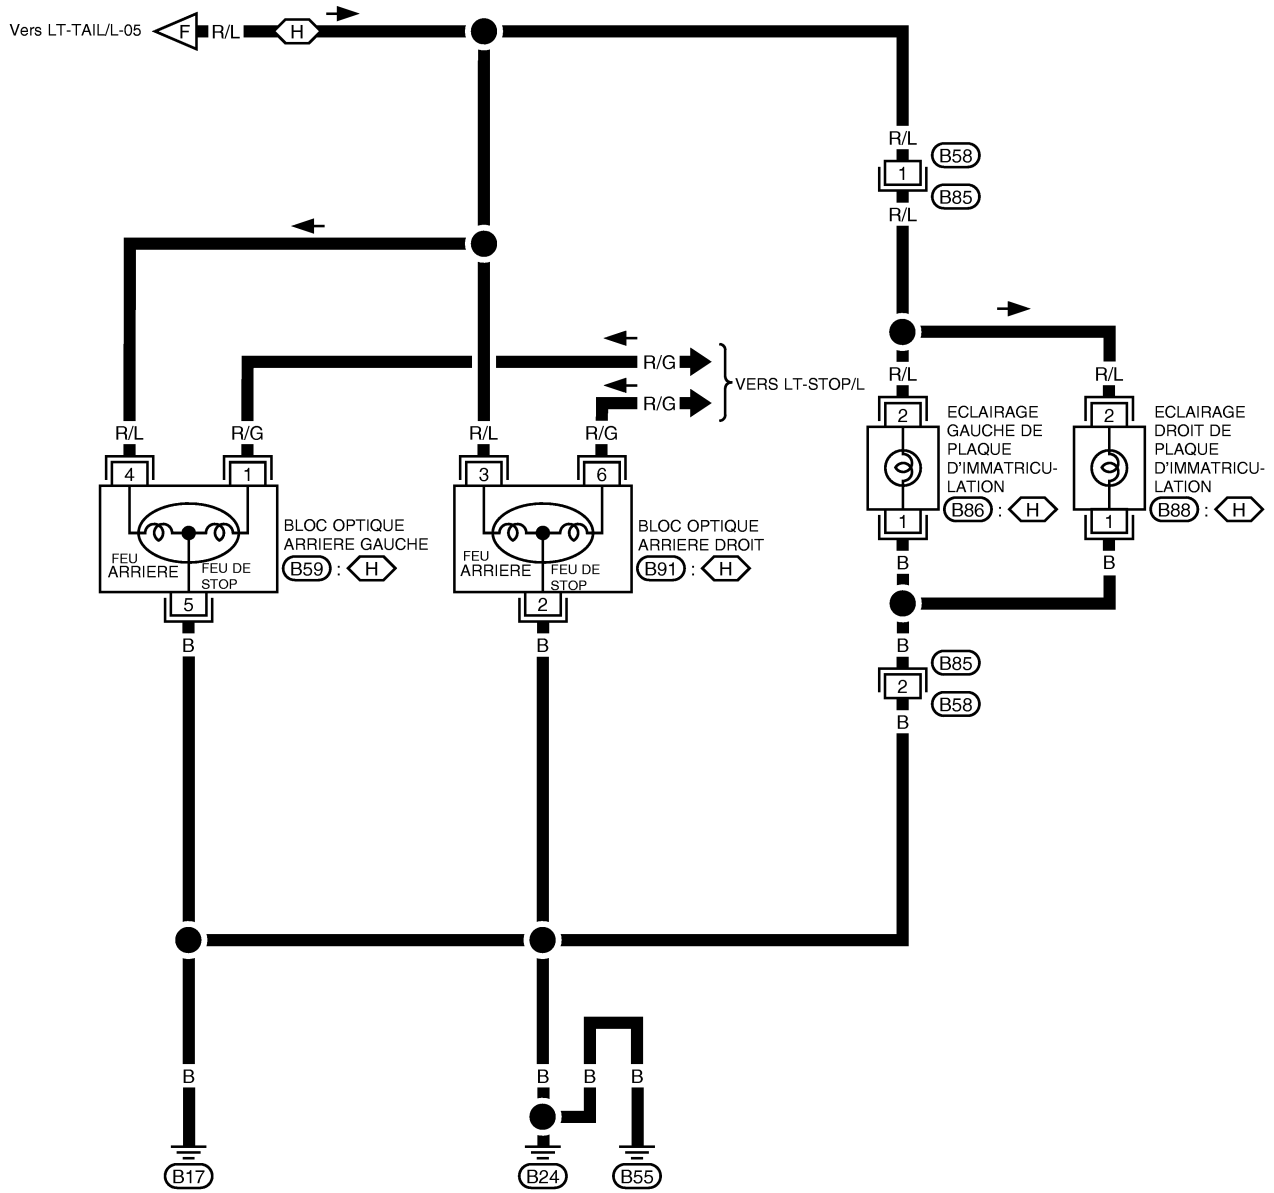 Vers LT-TAIL/L-05
F
R/L
H
R/L
B58
1
B85
R/L
R/G
VERS LT-STOP/L
R/G
R/L
R/L
R/L
R/G
R/L
R/G
2
ECLAIRAGE
GAUCHE DE
PLAQUE
D'IMMATRICU-
LATION
B86 : H
1
2
ECLAIRAGE
DROIT DE
PLAQUE
D'IMMATRICU-
LATION
B88 : H
1
4
1
FEU
ARRIERE
FEU DE
STOP
BLOC OPTIQUE
ARRIERE GAUCHE
B59 : H
5
3
6
FEU
ARRIERE
FEU DE
STOP
BLOC OPTIQUE
ARRIERE DROIT
B91 : H
2
B
B
B
B
B
B85
2
B58
B
B
B
B
B
B17
B24
B55